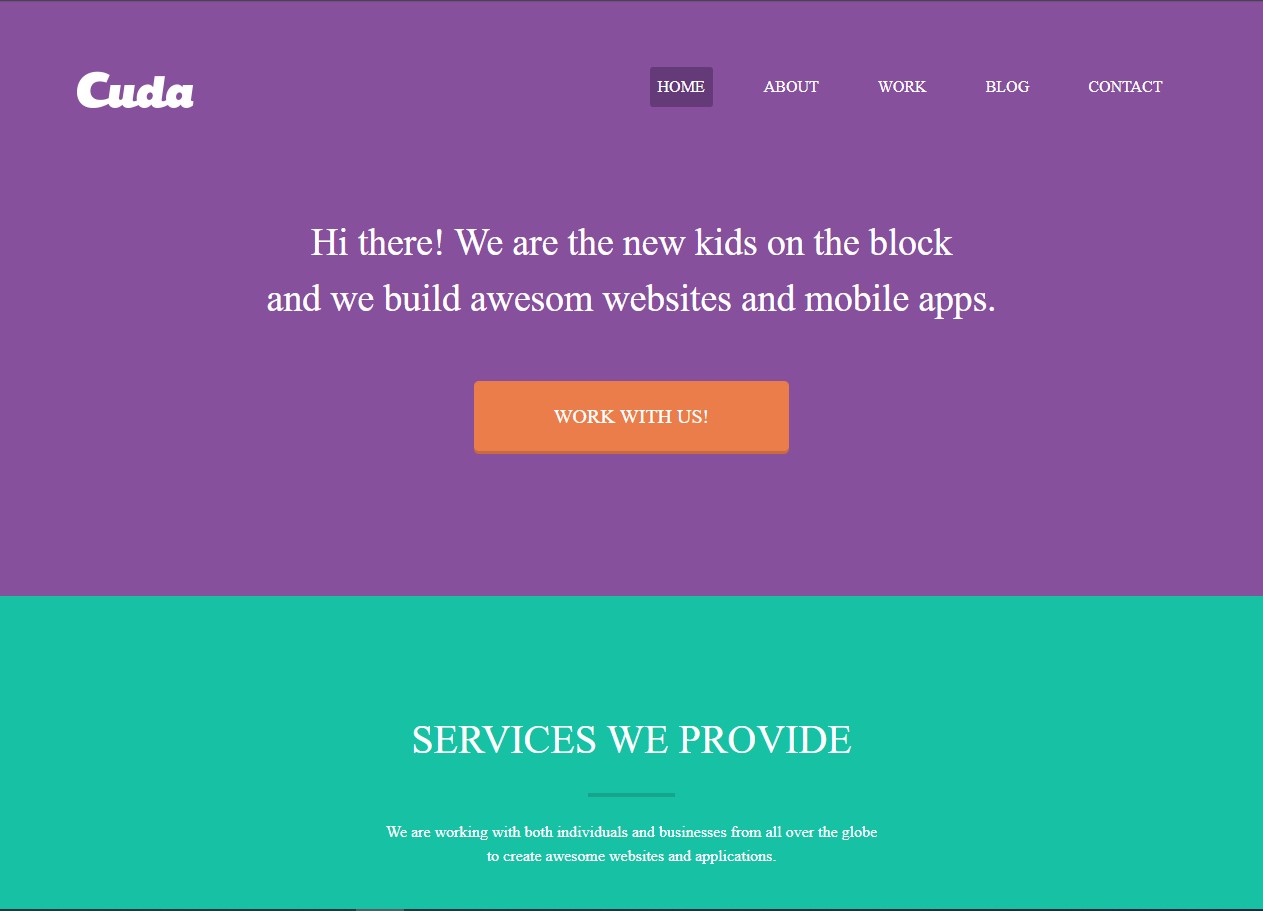 Cuda
HOME ABOUT WORK BLOG CONTACT
Hi there! We are the new kids on the block
and we build awesom websites and mobile apps.
WORK WITH US!
SERVICES WE PROVIDE
We are working with both individuals and businesses from all over the globe
to create awesome websites and applications.